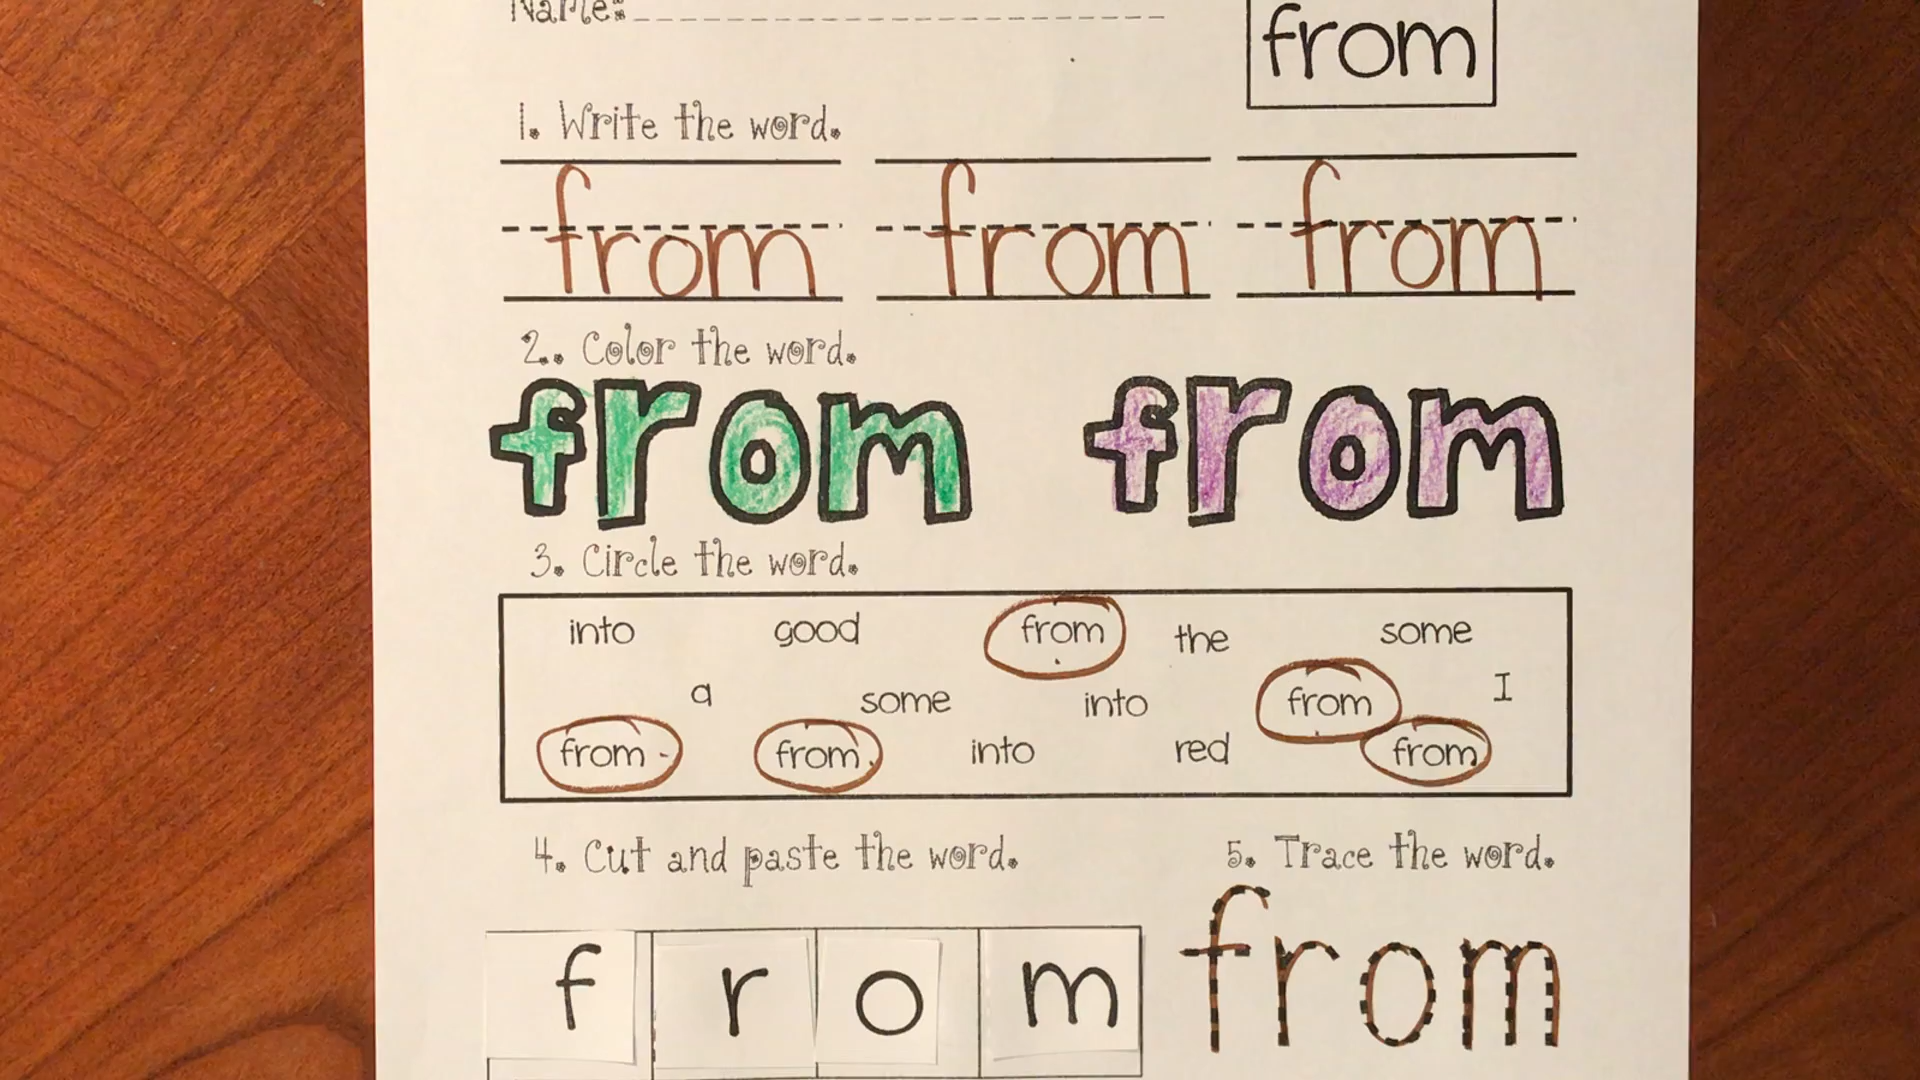 Name:
from
1. Write the word.
from from from
2.. Color the word.
from from
3. Circle the word.
into good from the some
a some into from I
from from into red from
4. Cut and paste the word. 5. Trace the word.
f r o m from